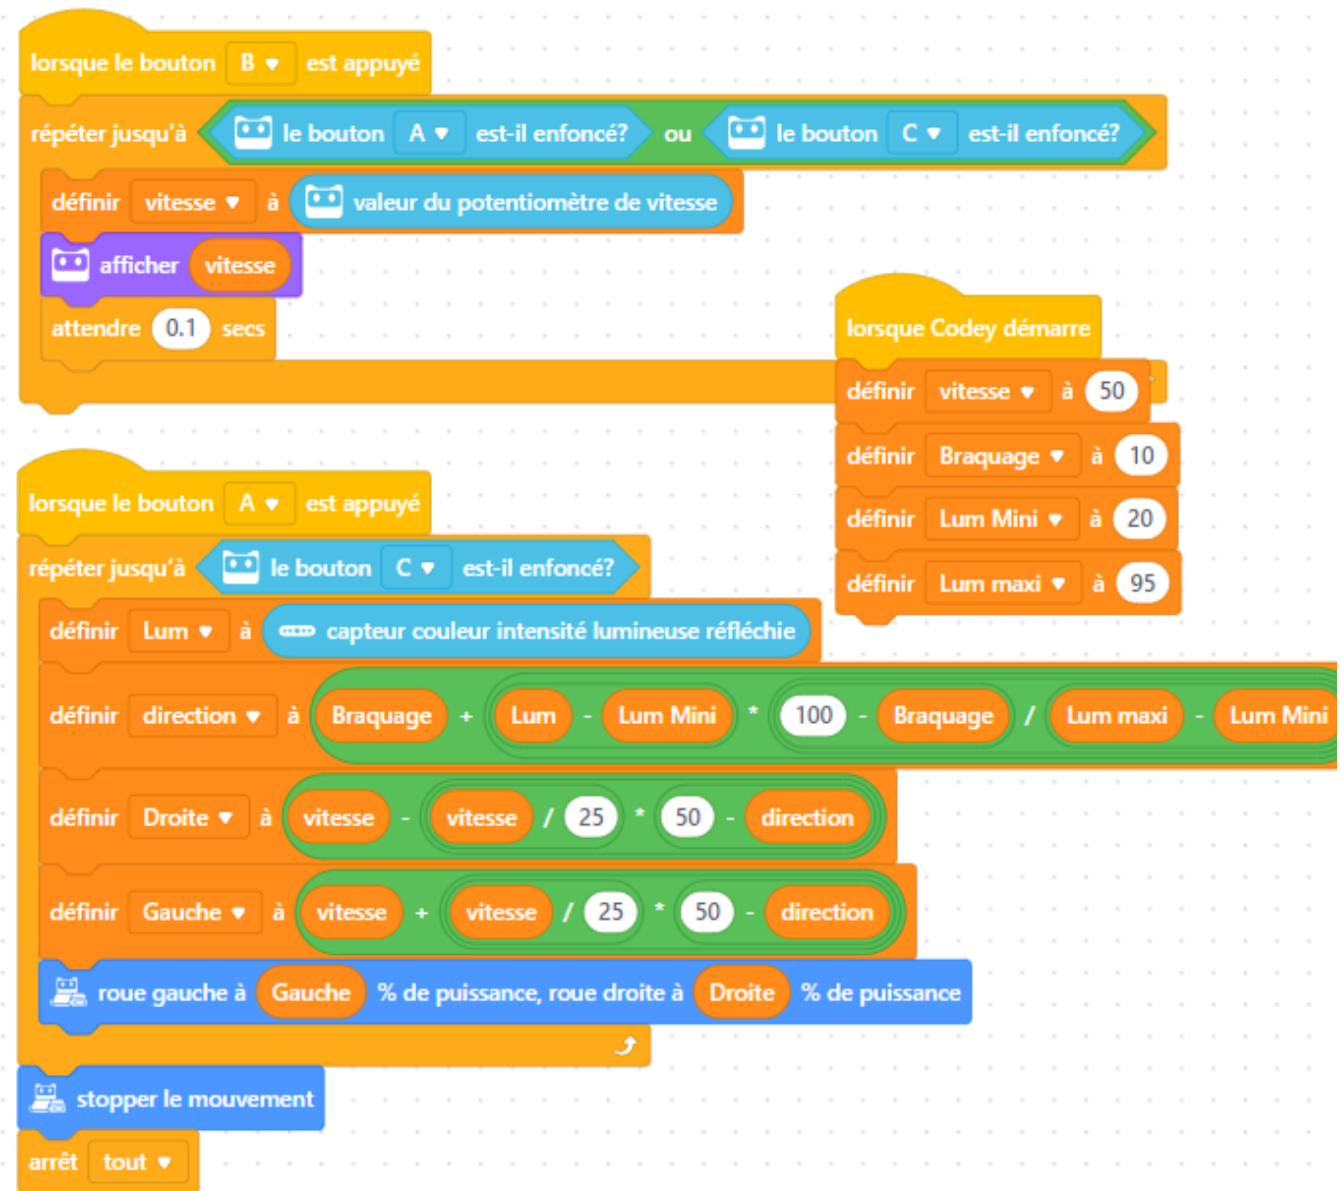 lorsque le bouton B est appuyé
répéter jusqu'à le bouton A est-il enfoncé? ou le bouton C est-il enfoncé?
définir vitesse à valeur du potentiomètre de vitesse
afficher vitesse
attendre 0.1 secs
lorsque Codey démarre
définir vitesse à 50
définir Braquage à 10
définir Lum Mini à 20
définir Lum maxi à 95
lorsque le bouton A est appuyé
répéter jusqu'à le bouton C est-il enfoncé?
définir Lum à capteur couleur intensité lumineuse réfléchie
définir direction à Braquage + Lum - Lum Mini * 100 - Braquage / Lum maxi - Lum Mini
définir Droite à vitesse - vitesse / 25 * 50 - direction
définir Gauche à vitesse + vitesse / 25 * 50 - direction
roue gauche à Gauche % de puissance, roue droite à Droite % de puissance
stopper le mouvement
arrêt tout